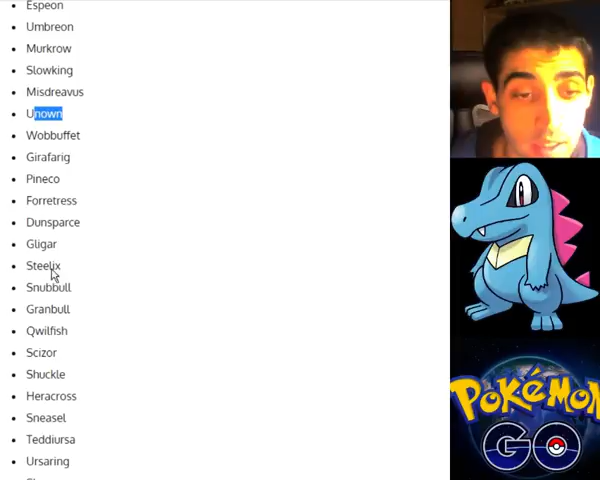 Espeon
Umbreon
Murkrow
Slowking
Misdreavus
Unown
Wobbuffet
Girafarig
Pineco
Forretress
Dunsparce
Gligar
Steelix
Snubbull
Granbull
Qwilfish
Scizor
Shuckle
Heracross
Sneasel
Teddiursa
Ursaring
POKÉMON
GO